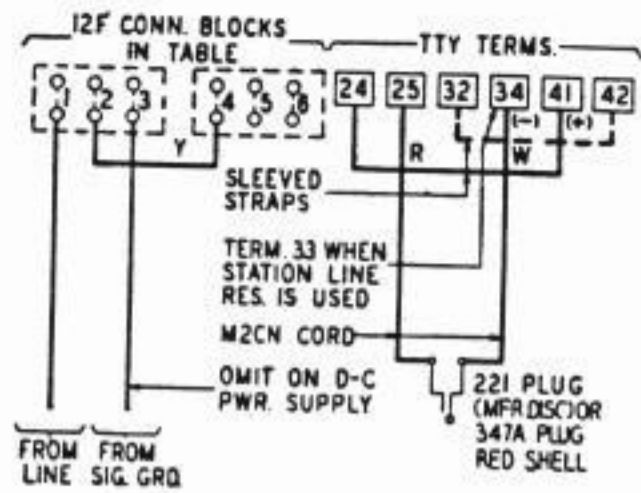 12F CONN. BLOCKS
IN TABLE
TTY TERMS.
1 2 3 4 5 6 24 25 32 34 41 42
(-) (+)
Y R W
SLEEVED
STRAPS
TERM. 33 WHEN
STATION LINE
RES. IS USED
M2CN CORD
OMIT ON D-C
PWR. SUPPLY
221 PLUG
(MFR.DISC)OR
347A PLUG
RED SHELL
FROM
LINE
FROM
SIG. GRD.